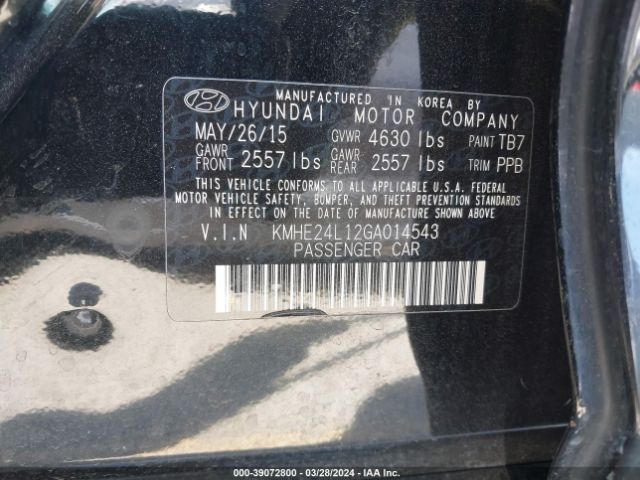 MANUFACTURED IN KOREA BY
HYUNDAI MOTOR COMPANY
MAY/26/15 GVWR 4630 lbs PAINT TB7
GAWR FRONT 2557 lbs GAWR REAR 2557 lbs TRIM PPB
THIS VEHICLE CONFORMS TO ALL APPLICABLE U.S.A. FEDERAL
MOTOR VEHICLE SAFETY, BUMPER, AND THEFT PREVENTION
STANDARDS IN EFFECT ON THE DATE OF MANUFACTURE SHOWN ABOVE
V.I.N KMHE24L12GA014543
PASSENGER CAR
000-39072800 | 03/28/2024 | IAA Inc.